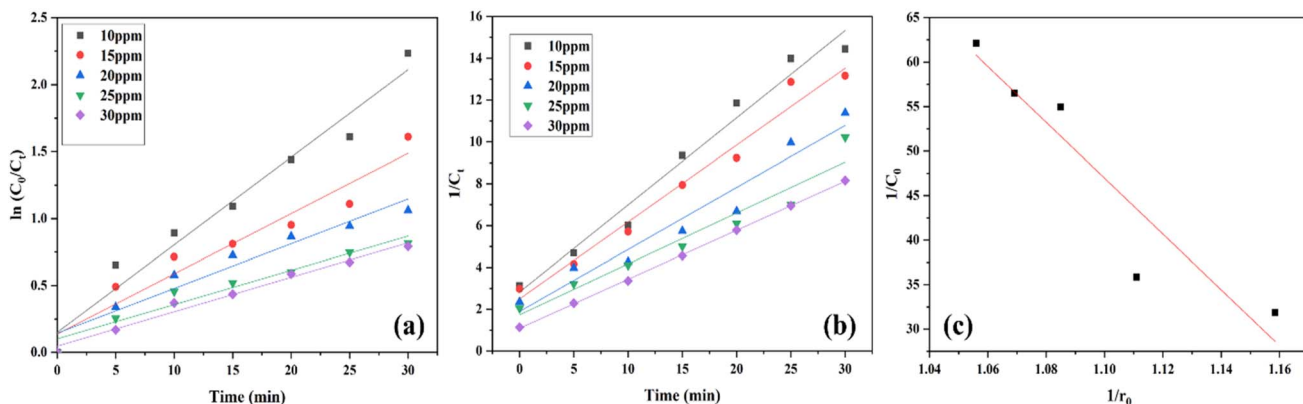 2.5
2.0
1.5
1.0
0.5
0.0
ln (C₀/Cₜ)
10ppm
15ppm
20ppm
25ppm
30ppm
(a)
0 5 10 15 20 25 30
Time (min)
16
14
12
10
8
6
4
2
0
1/Cₜ
10ppm
15ppm
20ppm
25ppm
30ppm
(b)
0 5 10 15 20 25 30
Time (min)
65
60
55
50
45
40
35
30
1/C₀
(c)
1.04 1.06 1.08 1.10 1.12 1.14 1.16
1/r₀